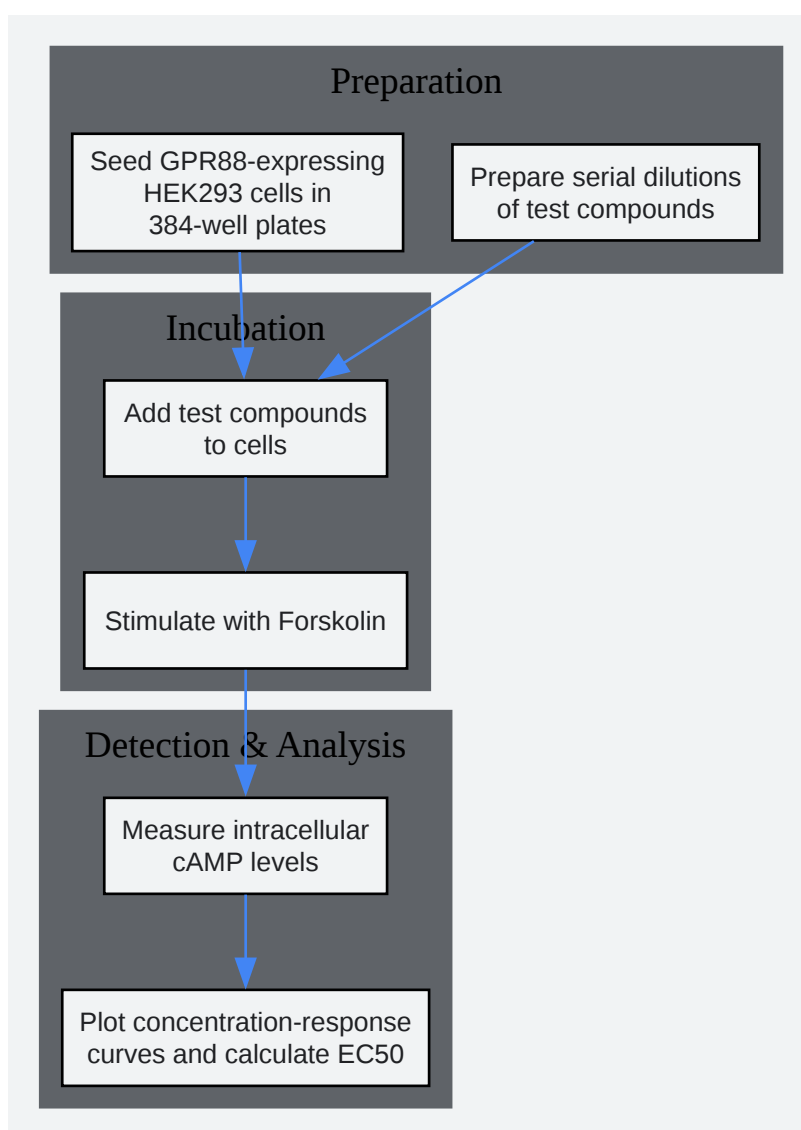 Preparation
Seed GPR88-expressing
HEK293 cells in
384-well plates
Prepare serial dilutions
of test compounds
Incubation
Add test compounds
to cells
Stimulate with Forskolin
Detection & Analysis
Measure intracellular
cAMP levels
Plot concentration-response
curves and calculate EC50